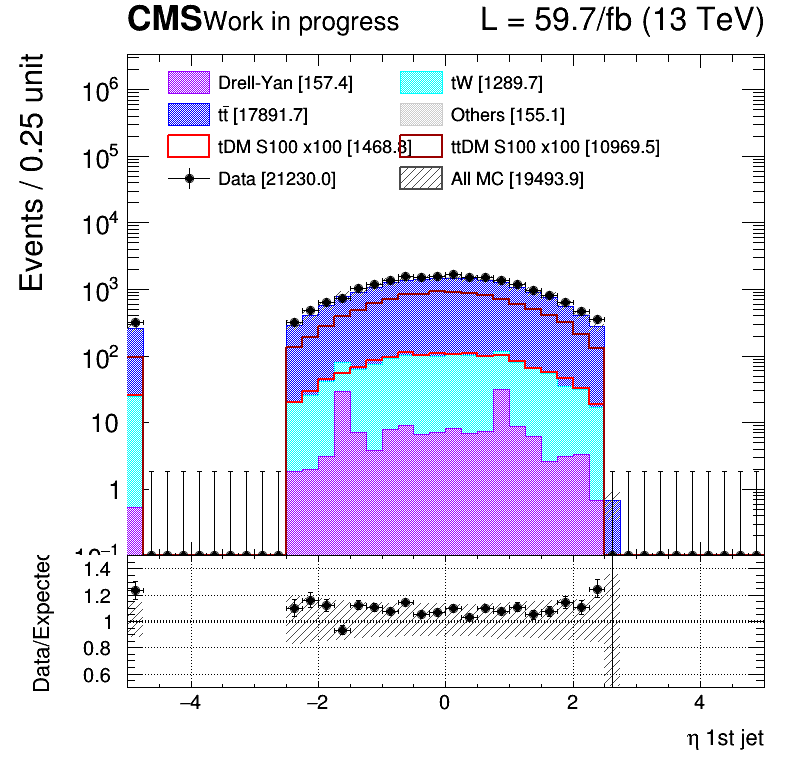 CMS Work in progress L = 59.7/fb (13 TeV)
Events / 0.25 unit
Drell-Yan [157.4] tW [1289.7]
tt̄ [17891.7] Others [155.1]
tDM S100 x100 [1468.8] ttDM S100 x100 [10969.5]
Data [21230.0] All MC [19493.9]
10⁶
10⁵
10⁴
10³
10²
10
1
10⁻¹
Data/Expected
1.4
1.2
1
0.8
0.6
−4 −2 0 2 4
η 1st jet